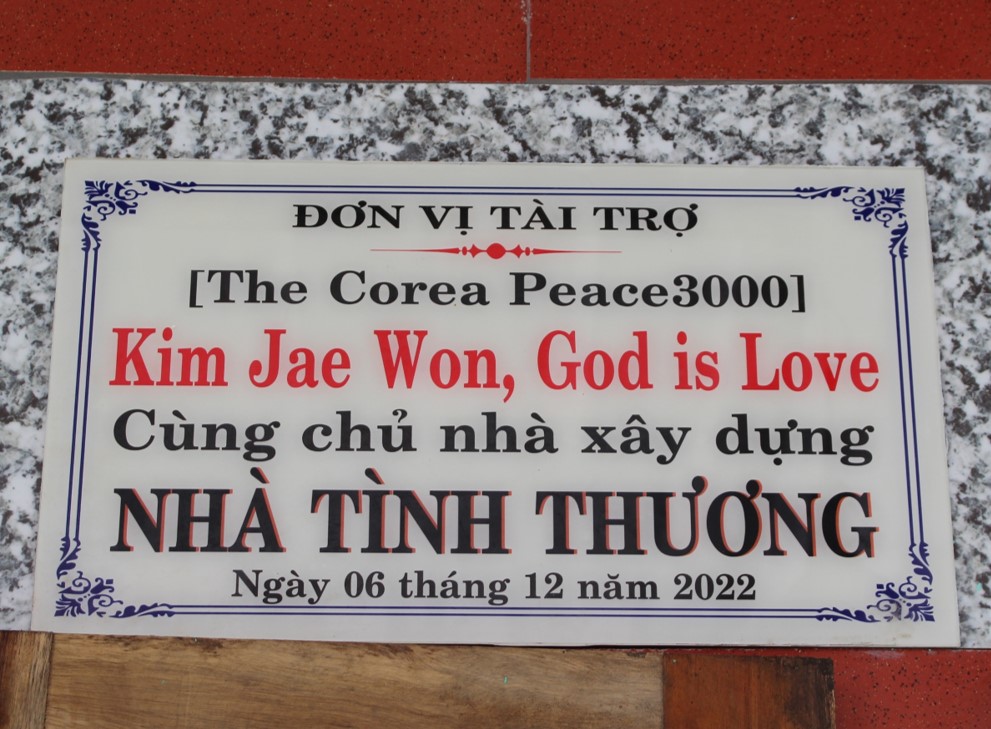 ĐƠN VỊ TÀI TRỢ
[The Corea Peace3000]
Kim Jae Won, God is Love
Cùng chủ nhà xây dựng
NHÀ TÌNH THƯƠNG
Ngày 06 tháng 12 năm 2022